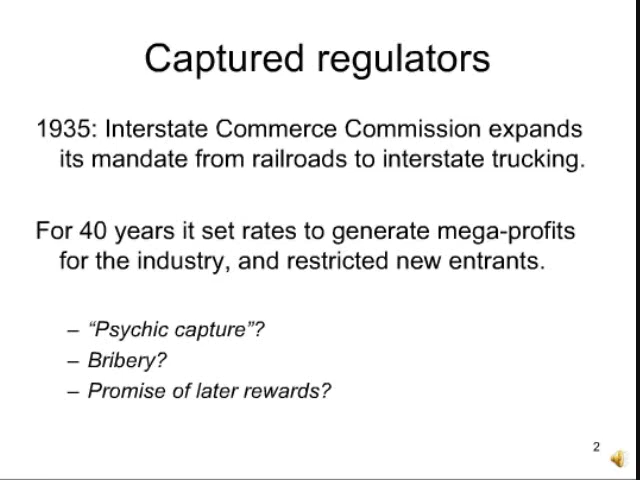 Captured regulators
1935: Interstate Commerce Commission expands
its mandate from railroads to interstate trucking.
For 40 years it set rates to generate mega-profits
for the industry, and restricted new entrants.
– “Psychic capture”?
– Bribery?
– Promise of later rewards?
2